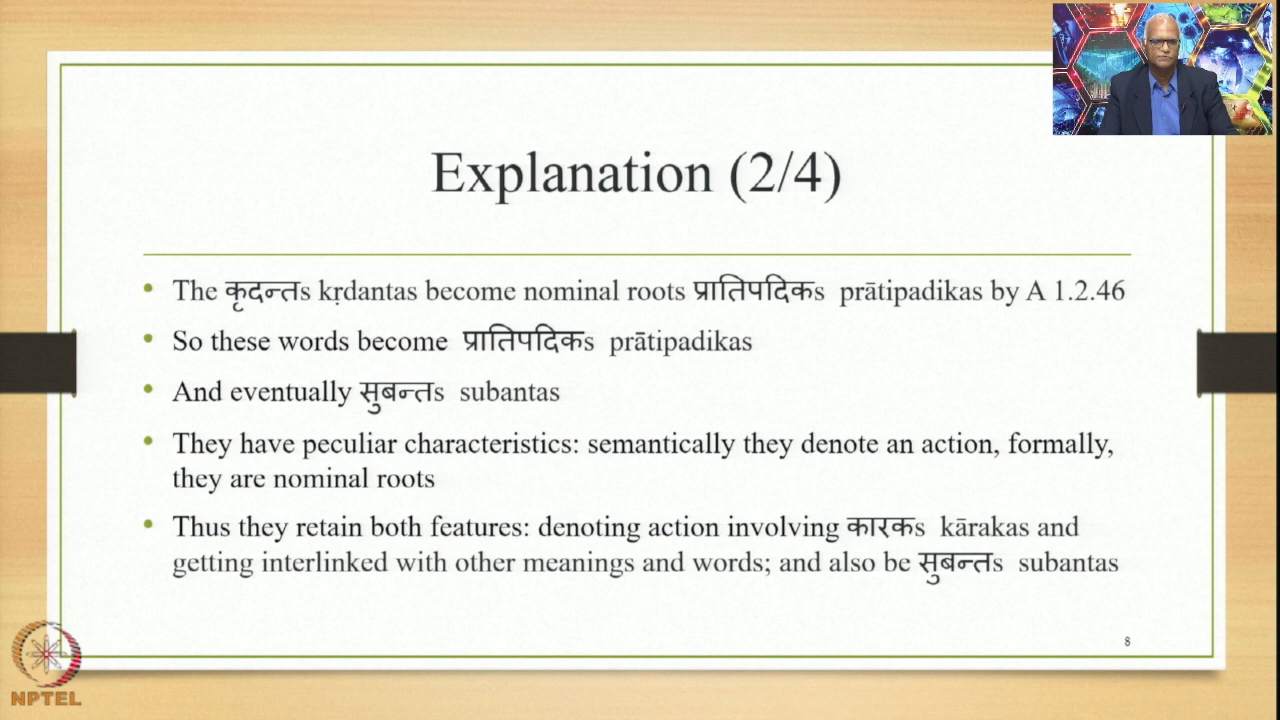 Explanation (2/4)
The कृदन्तs kṛdantas become nominal roots प्रातिपदिकs prātipadikas by A 1.2.46
So these words become प्रातिपदिकs prātipadikas
And eventually सुबन्तs subantas
They have peculiar characteristics: semantically they denote an action, formally,
they are nominal roots
Thus they retain both features: denoting action involving कारकs kārakas and
getting interlinked with other meanings and words; and also be सुबन्तs subantas
8
NPTEL